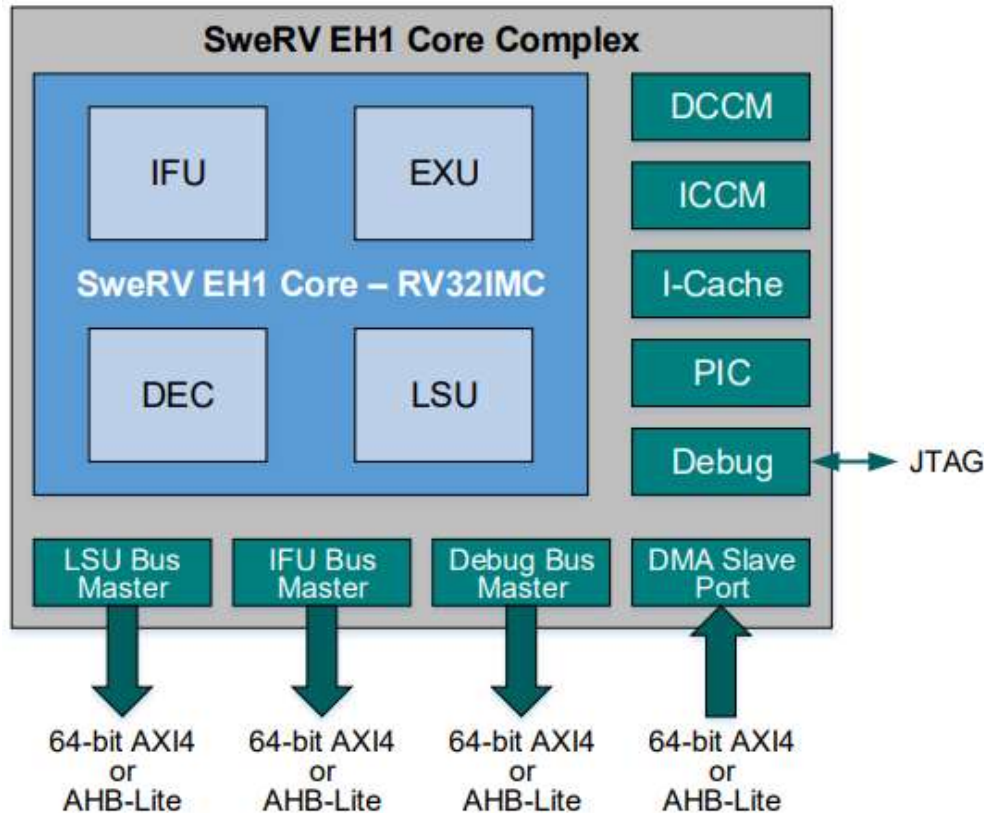 SweRV EH1 Core Complex
IFU
EXU
SweRV EH1 Core – RV32IMC
DEC
LSU
DCCM
ICCM
I-Cache
PIC
Debug
JTAG
LSU Bus
Master
IFU Bus
Master
Debug Bus
Master
DMA Slave
Port
64-bit AXI4
or
AHB-Lite
64-bit AXI4
or
AHB-Lite
64-bit AXI4
or
AHB-Lite
64-bit AXI4
or
AHB-Lite